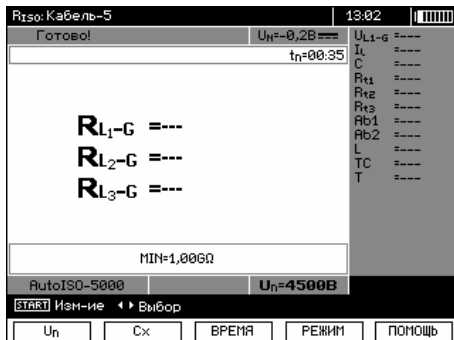 RISO: Кабель-5 13:02
Готово! UN=-0,2В
tn=00:35
RL1-G =---
RL2-G =---
RL3-G =---
MIN=1,00GΩ
AutoISO-5000 Un=4500В
UL1-G =---
IL =---
C =---
Rt1 =---
Rt2 =---
Rt3 =---
Ab1 =---
Ab2 =---
L =---
TC =---
T =---
START Изм-ие Выбор
Un Cx ВРЕМЯ РЕЖИМ ПОМОЩЬ